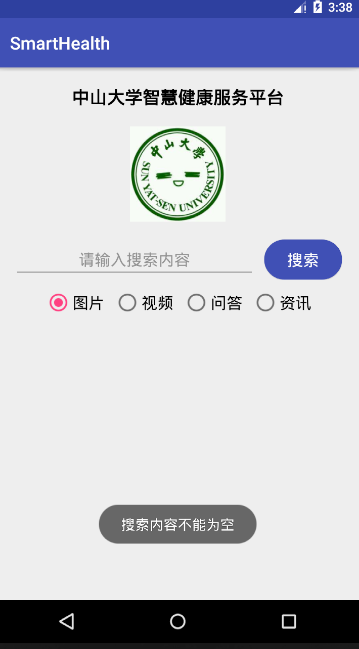 3:38
SmartHealth
中山大学智慧健康服务平台
中山大学
SUN YAT-SEN UNIVERSITY
请输入搜索内容
搜索
图片 视频 问答 资讯
搜索内容不能为空